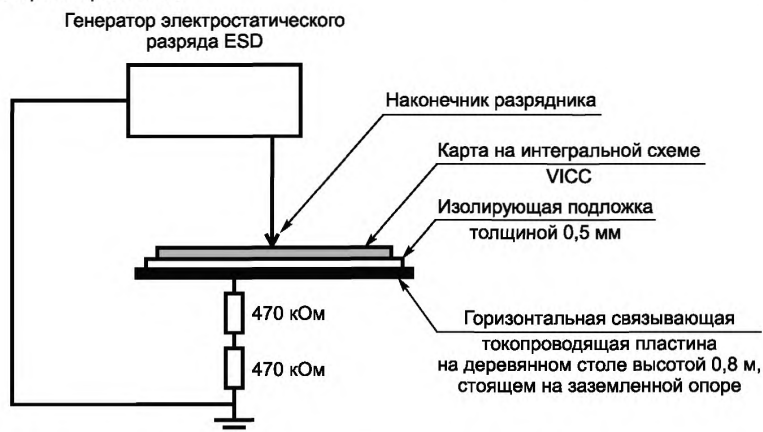 Генератор электростатического
разряда ESD
Наконечник разрядника
Карта на интегральной схеме
VICC
Изолирующая подложка
толщиной 0,5 мм
470 кОм
470 кОм
Горизонтальная связывающая
токопроводящая пластина
на деревянном столе высотой 0,8 м,
стоящем на заземленной опоре